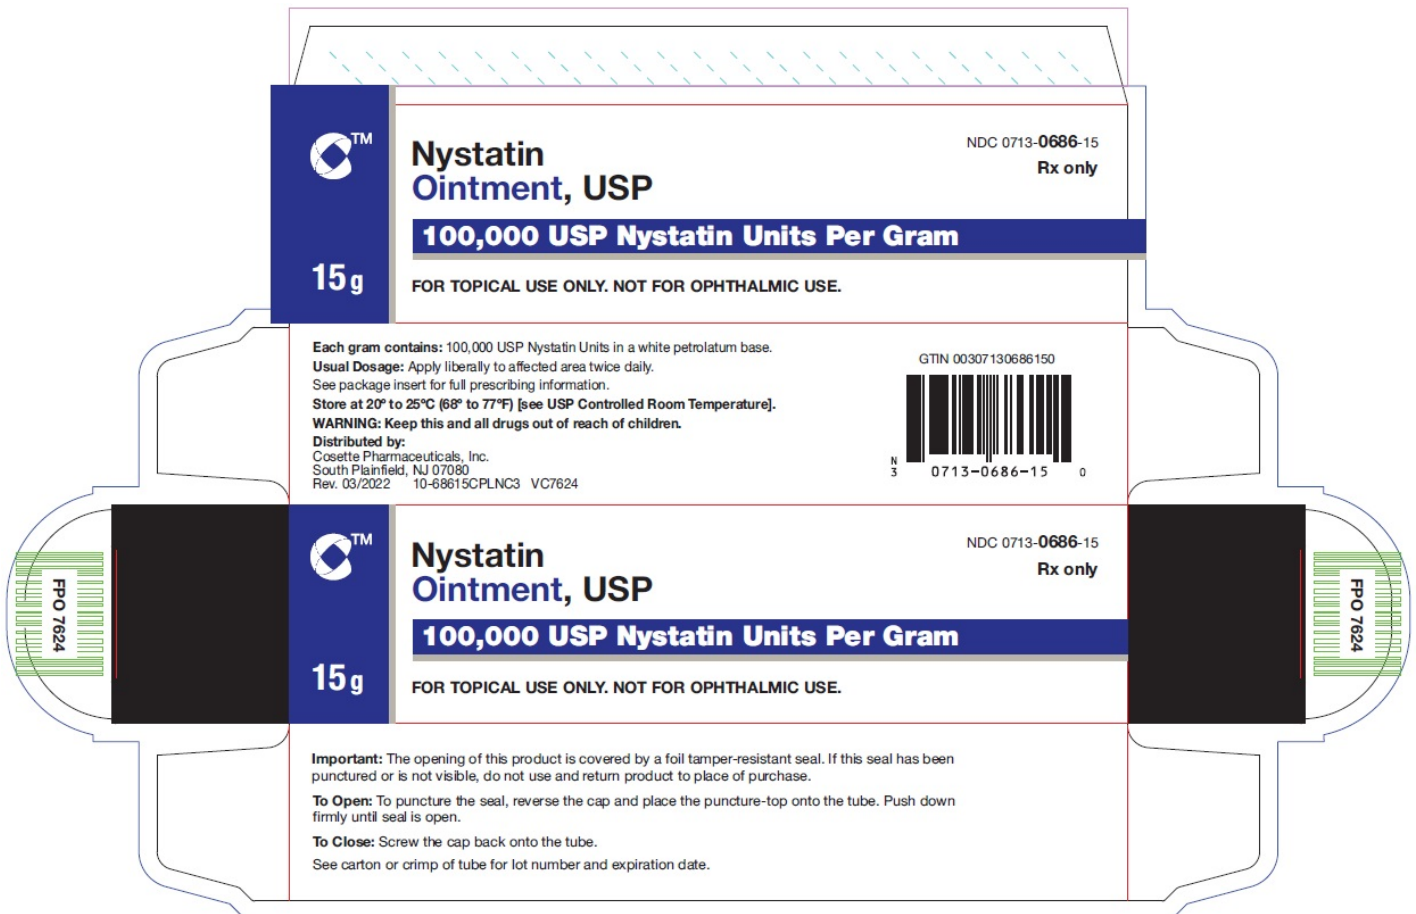 TM
Nystatin
Ointment, USP
NDC 0713-0686-15
Rx only
100,000 USP Nystatin Units Per Gram
15 g
FOR TOPICAL USE ONLY. NOT FOR OPHTHALMIC USE.
Each gram contains: 100,000 USP Nystatin Units in a white petrolatum base.
Usual Dosage: Apply liberally to affected area twice daily.
See package insert for full prescribing information.
Store at 20º to 25ºC (68º to 77ºF) [see USP Controlled Room Temperature].
WARNING: Keep this and all drugs out of reach of children.
Distributed by:
Cosette Pharmaceuticals, Inc.
South Plainfield, NJ 07080
Rev. 03/2022 10-68615CPLNC3 VC7624
GTIN 00307130686150
N
3 0713-0686-15 0
TM
Nystatin
Ointment, USP
NDC 0713-0686-15
Rx only
100,000 USP Nystatin Units Per Gram
15 g
FOR TOPICAL USE ONLY. NOT FOR OPHTHALMIC USE.
FPO 7624
FPO 7624
Important: The opening of this product is covered by a foil tamper-resistant seal. If this seal has been
punctured or is not visible, do not use and return product to place of purchase.
To Open: To puncture the seal, reverse the cap and place the puncture-top onto the tube. Push down
firmly until seal is open.
To Close: Screw the cap back onto the tube.
See carton or crimp of tube for lot number and expiration date.